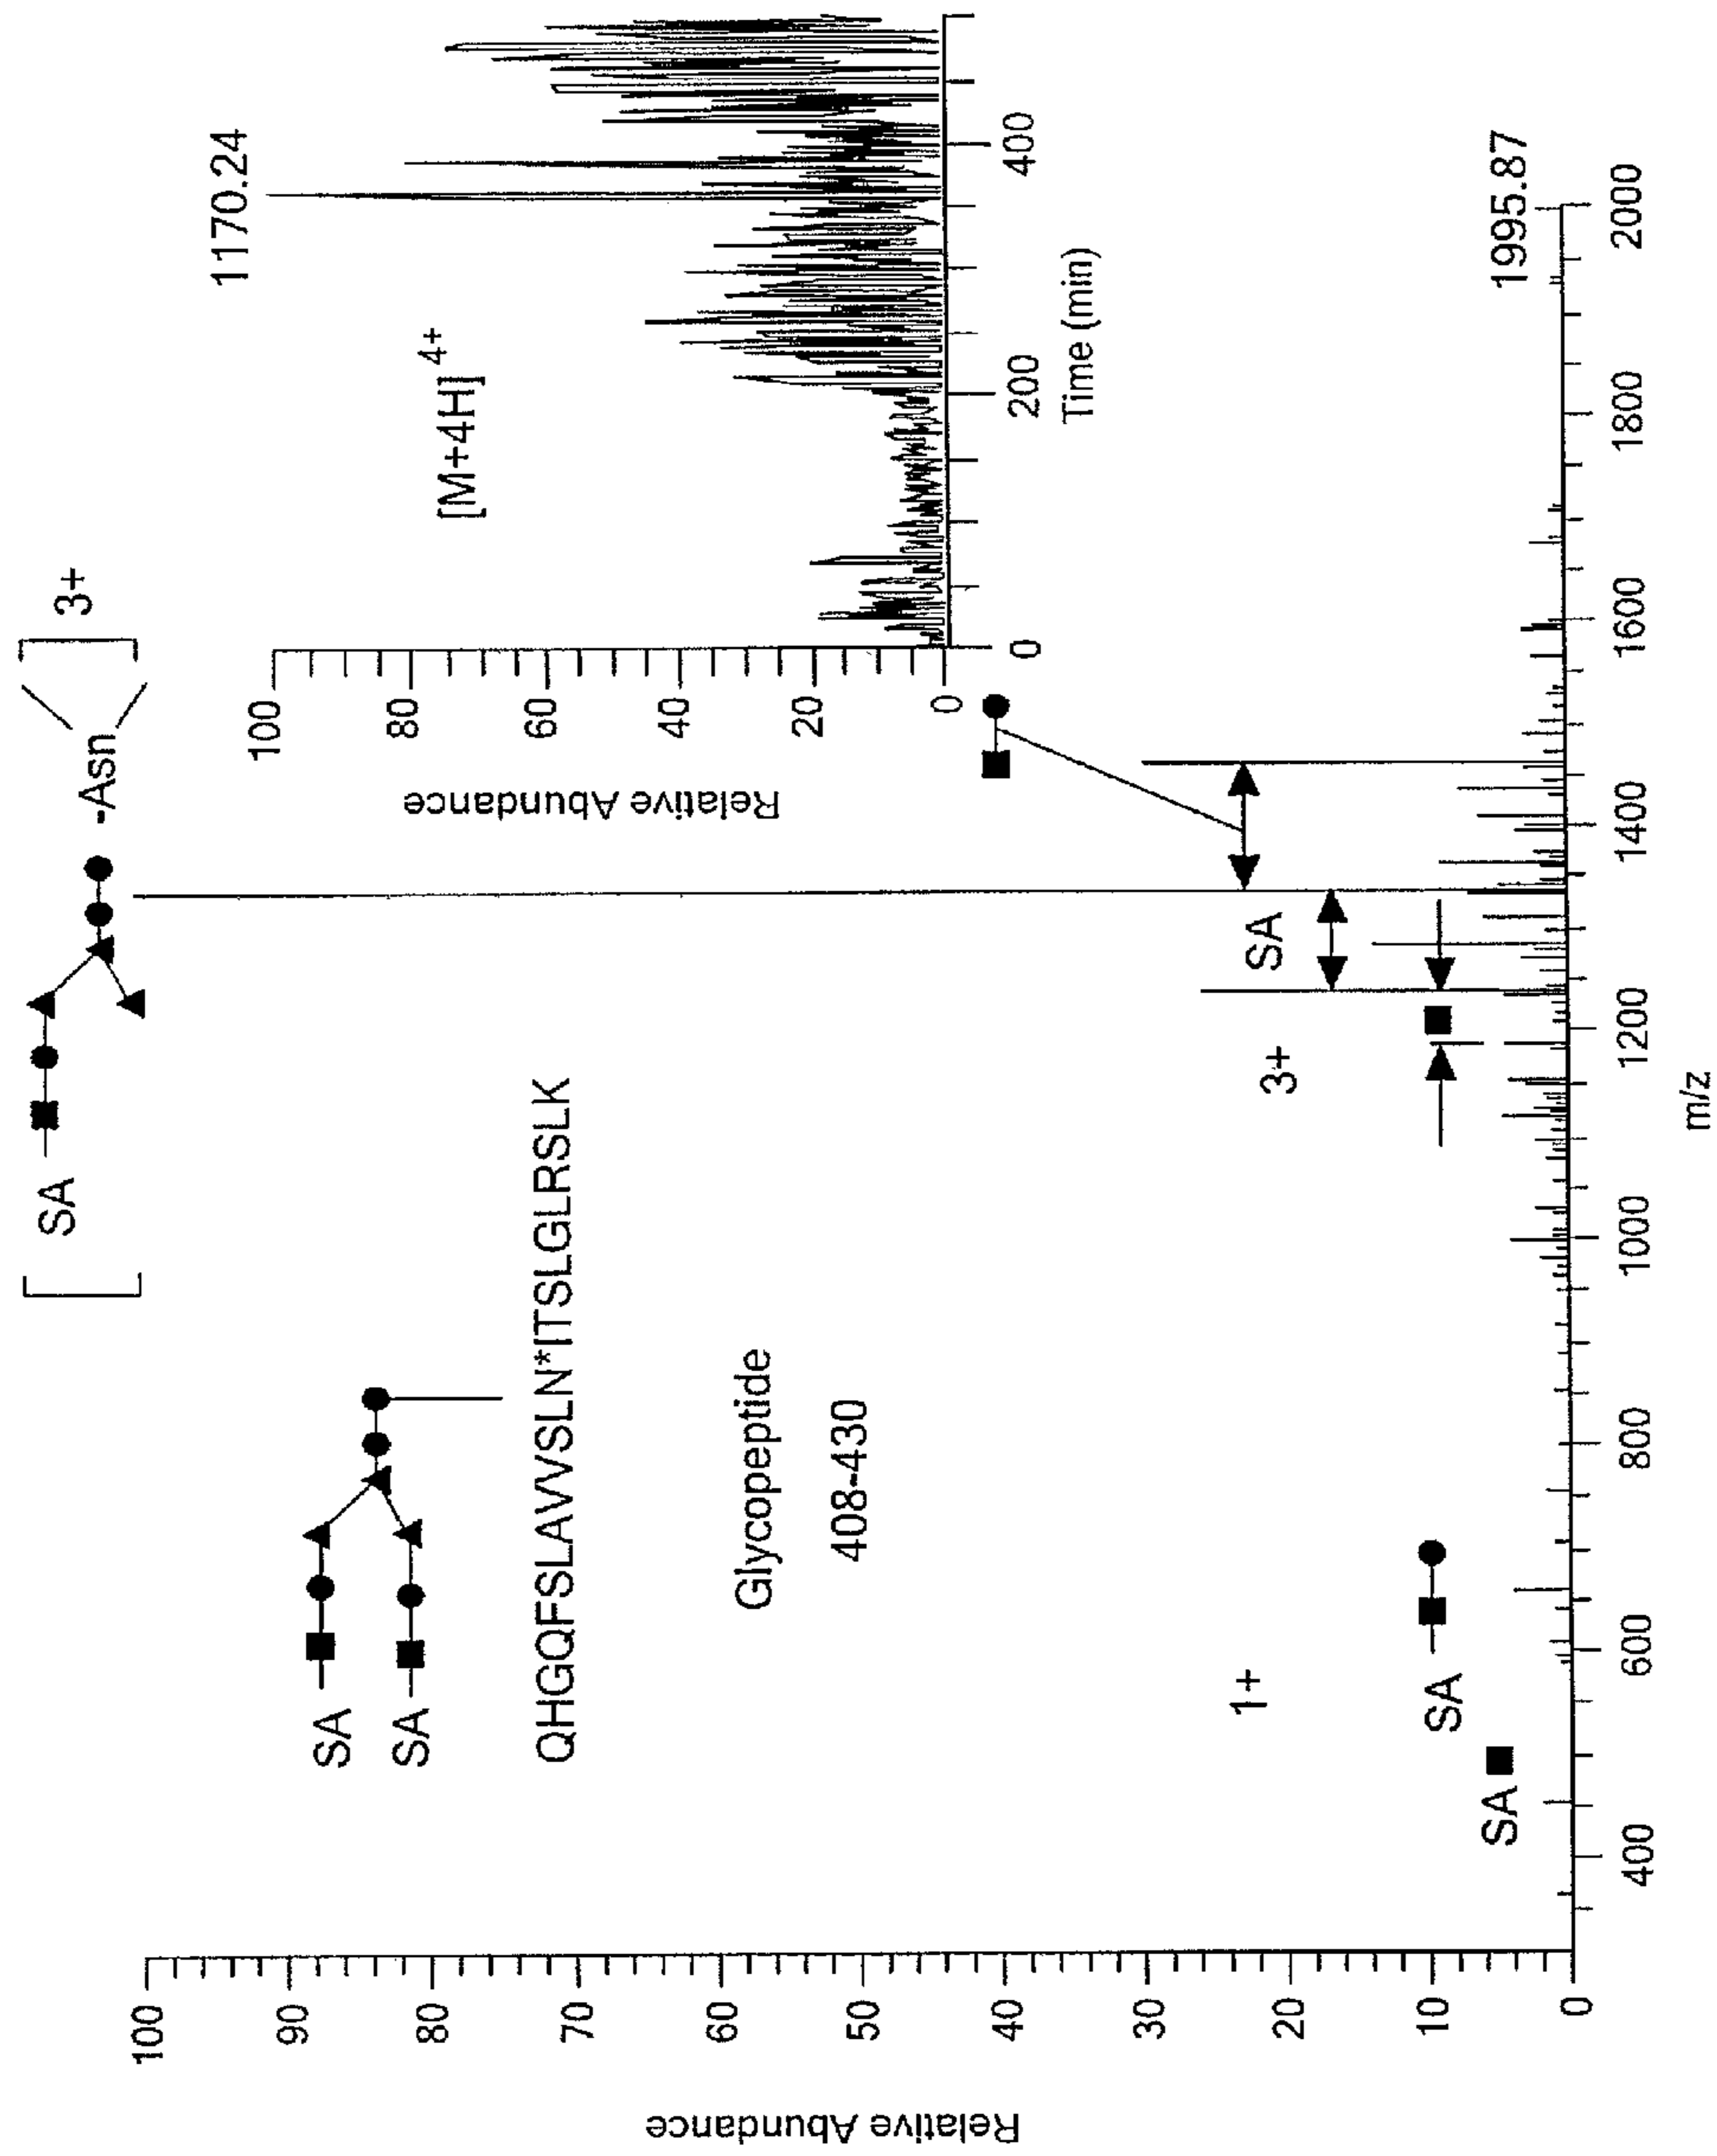 [ SA -Asn ] 3+
SA
SA
QHGQFSLAVVSLN*ITSLGLRSLK
Glycopeptide
408-430
1170.24
[M+4H]4+
Relative Abundance
100
80
60
40
20
0
0 200 400
Time (min)
Relative Abundance
100
90
80
70
60
50
40
30
20
10
0
1+
SA
SA
3+
SA
1995.87
400 600 800 1000 1200 1400 1600 1800 2000
m/z